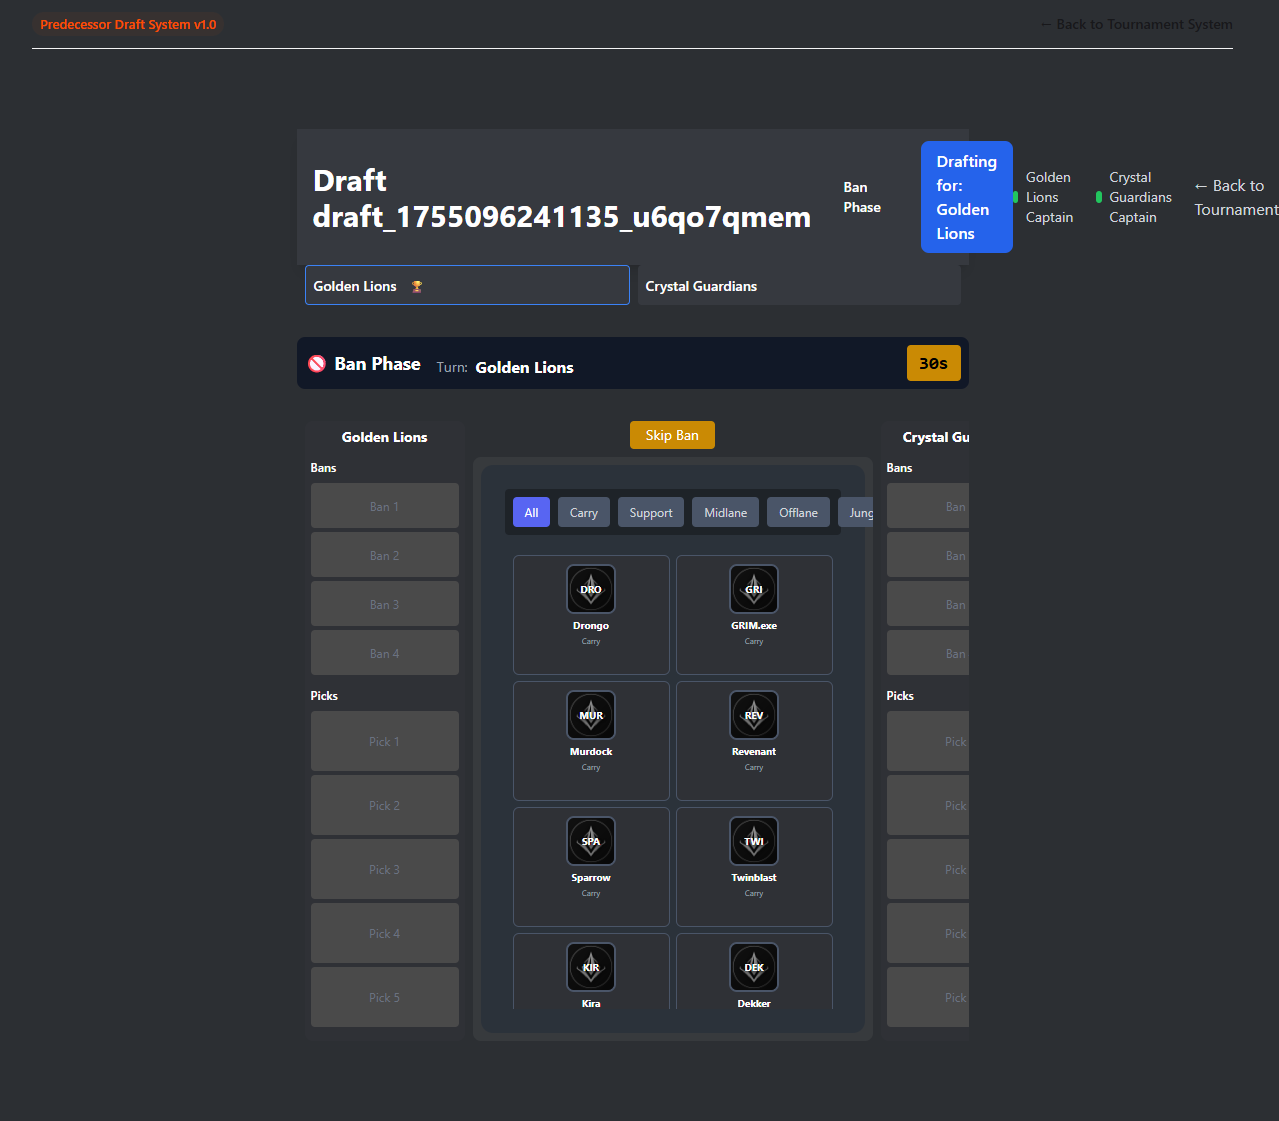 Predecessor Draft System v1.0
← Back to Tournament System
Draft
draft_1755096241135_u6qo7qmem
Ban
Phase
Drafting
for:
Golden
Lions
Golden
Lions
Captain
Crystal
Guardians
Captain
← Back to
Tournament
Golden Lions
Crystal Guardians
Ban Phase
Turn: Golden Lions
30s
Golden Lions
Bans
Ban 1
Ban 2
Ban 3
Ban 4
Picks
Pick 1
Pick 2
Pick 3
Pick 4
Pick 5
Skip Ban
All Carry Support Midlane Offlane Jung
DRO
Drongo
Carry
GRI
GRIM.exe
Carry
MUR
Murdock
Carry
REV
Revenant
Carry
SPA
Sparrow
Carry
TWI
Twinblast
Carry
KIR
Kira
DEK
Dekker
Crystal Gu
Bans
Ban
Ban
Ban
Ban
Picks
Pick
Pick
Pick
Pick
Pick